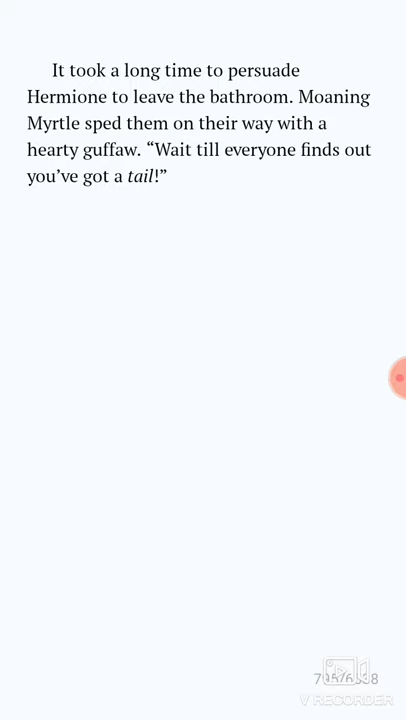 It took a long time to persuade
Hermione to leave the bathroom. Moaning
Myrtle sped them on their way with a
hearty guffaw. “Wait till everyone finds out
you’ve got a tail!”
V RECORDER